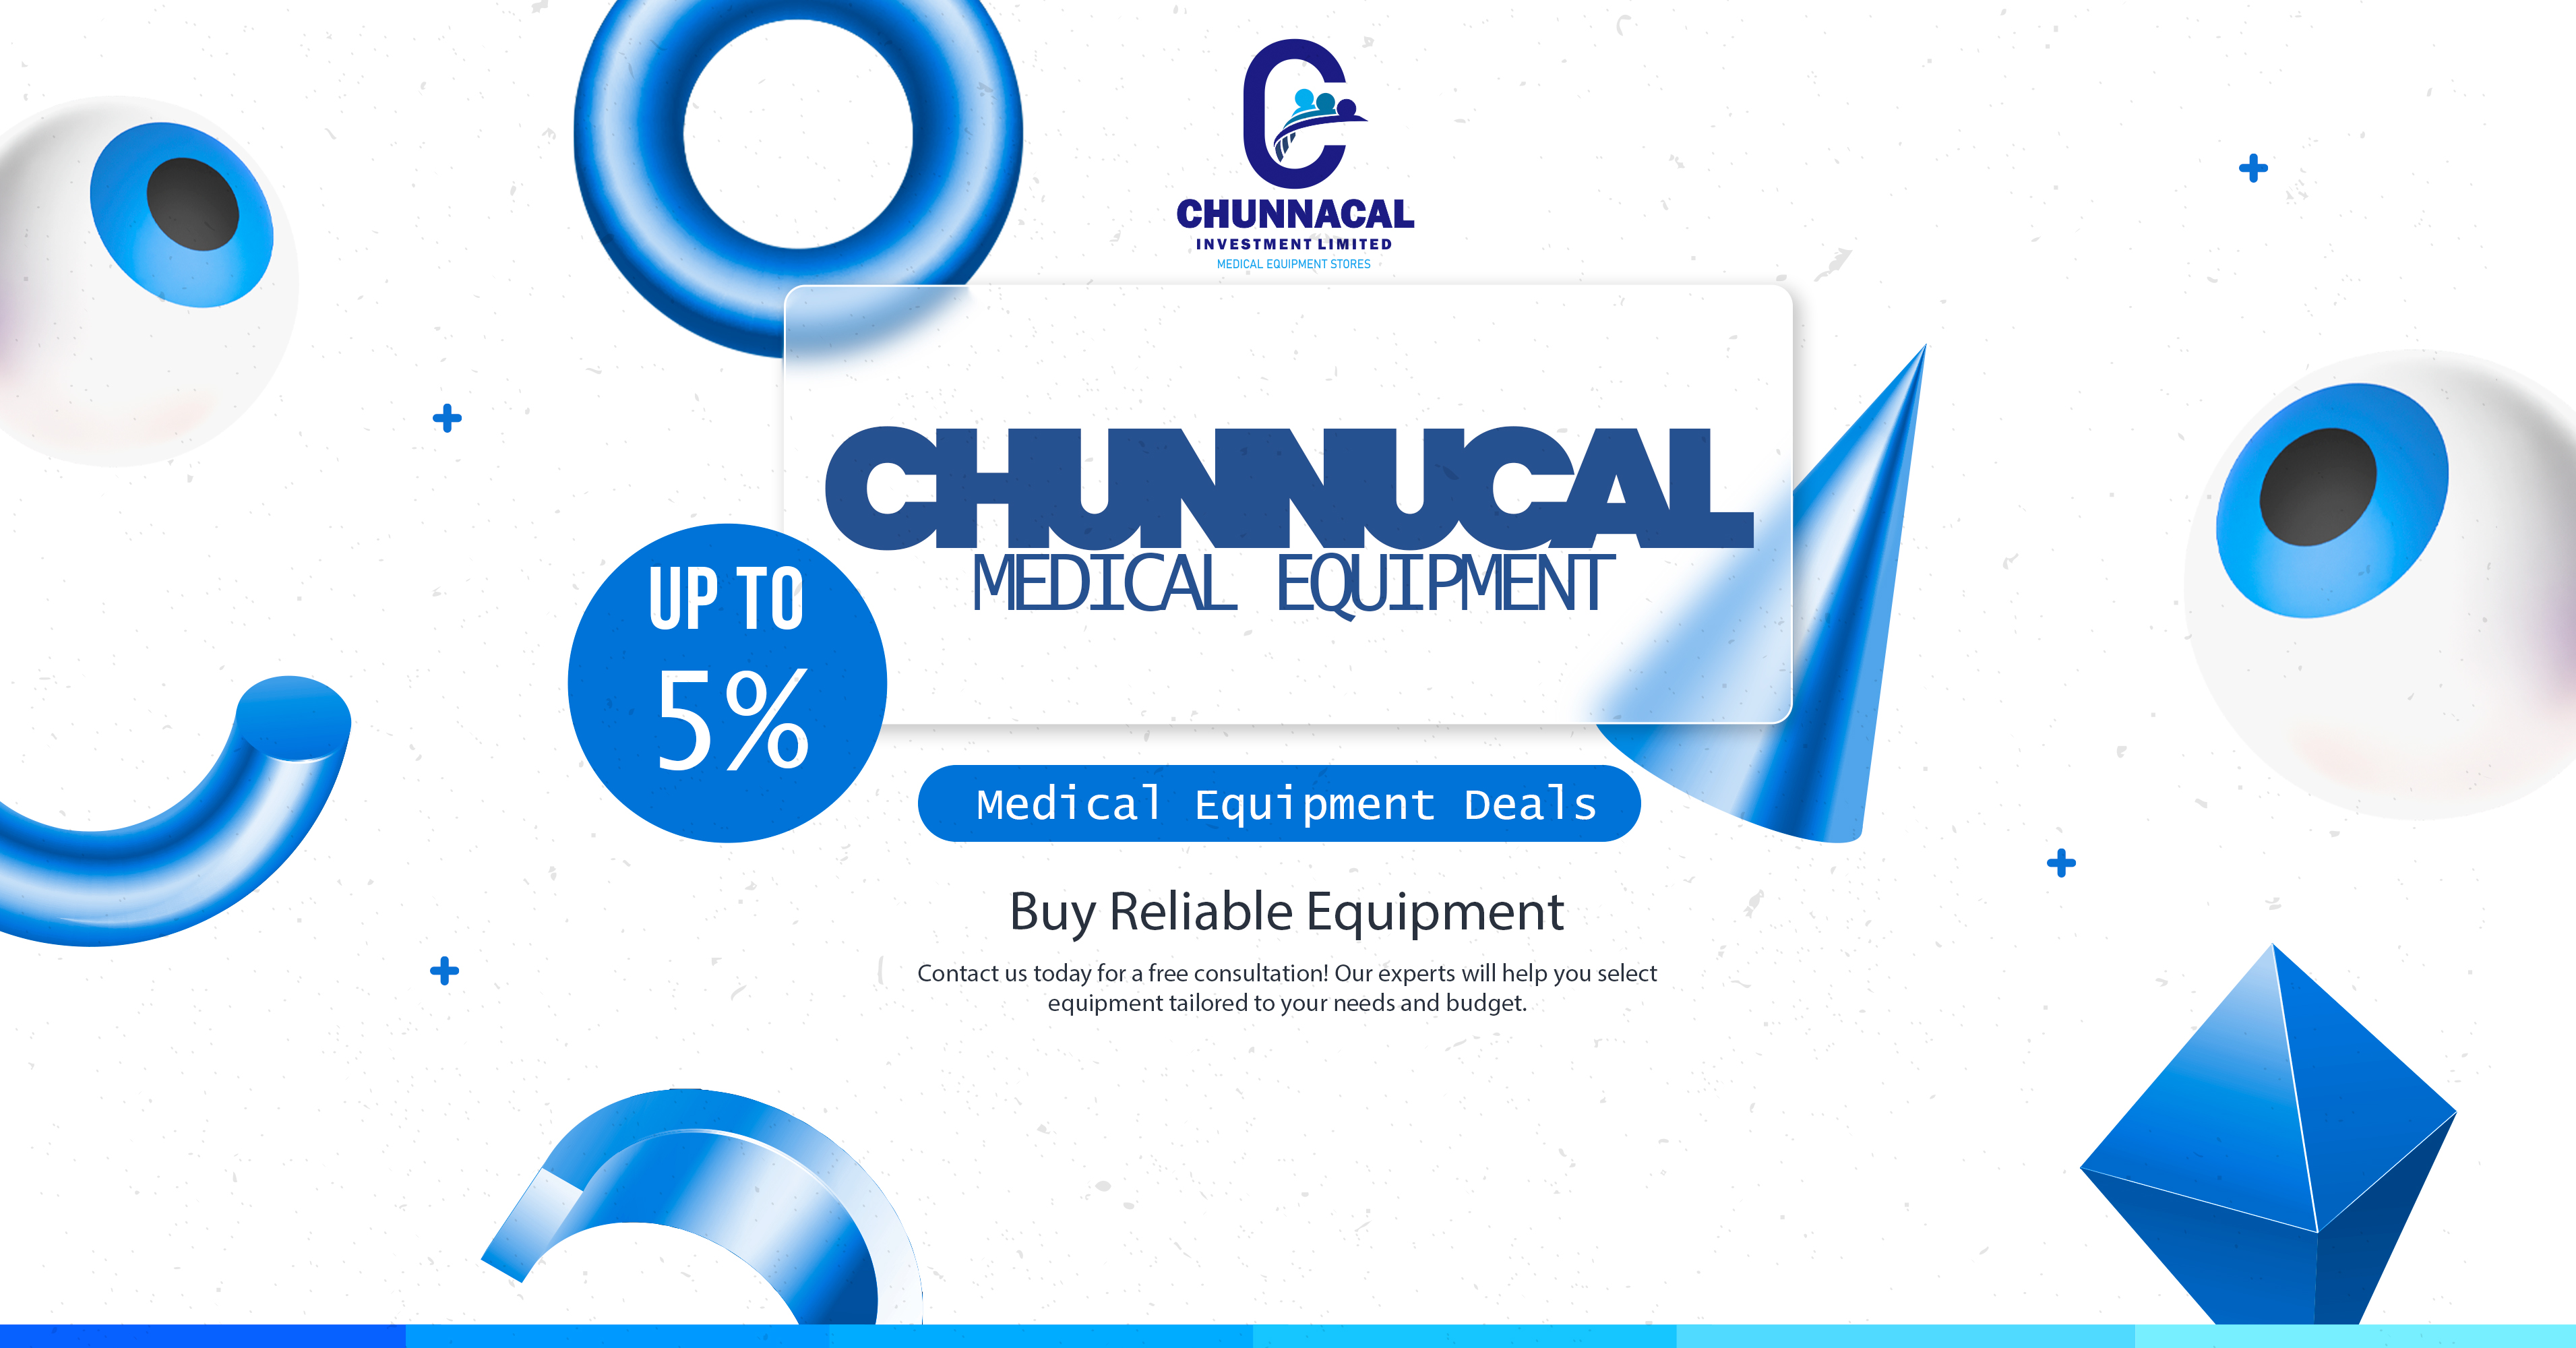 CHUNNACAL
INVESTMENT LIMITED
MEDICAL EQUIPMENT STORES
CHUNNUCAL
MEDICAL EQUIPMENT
UP TO
5%
Medical Equipment Deals
Buy Reliable Equipment
Contact us today for a free consultation! Our experts will help you select
equipment tailored to your needs and budget.